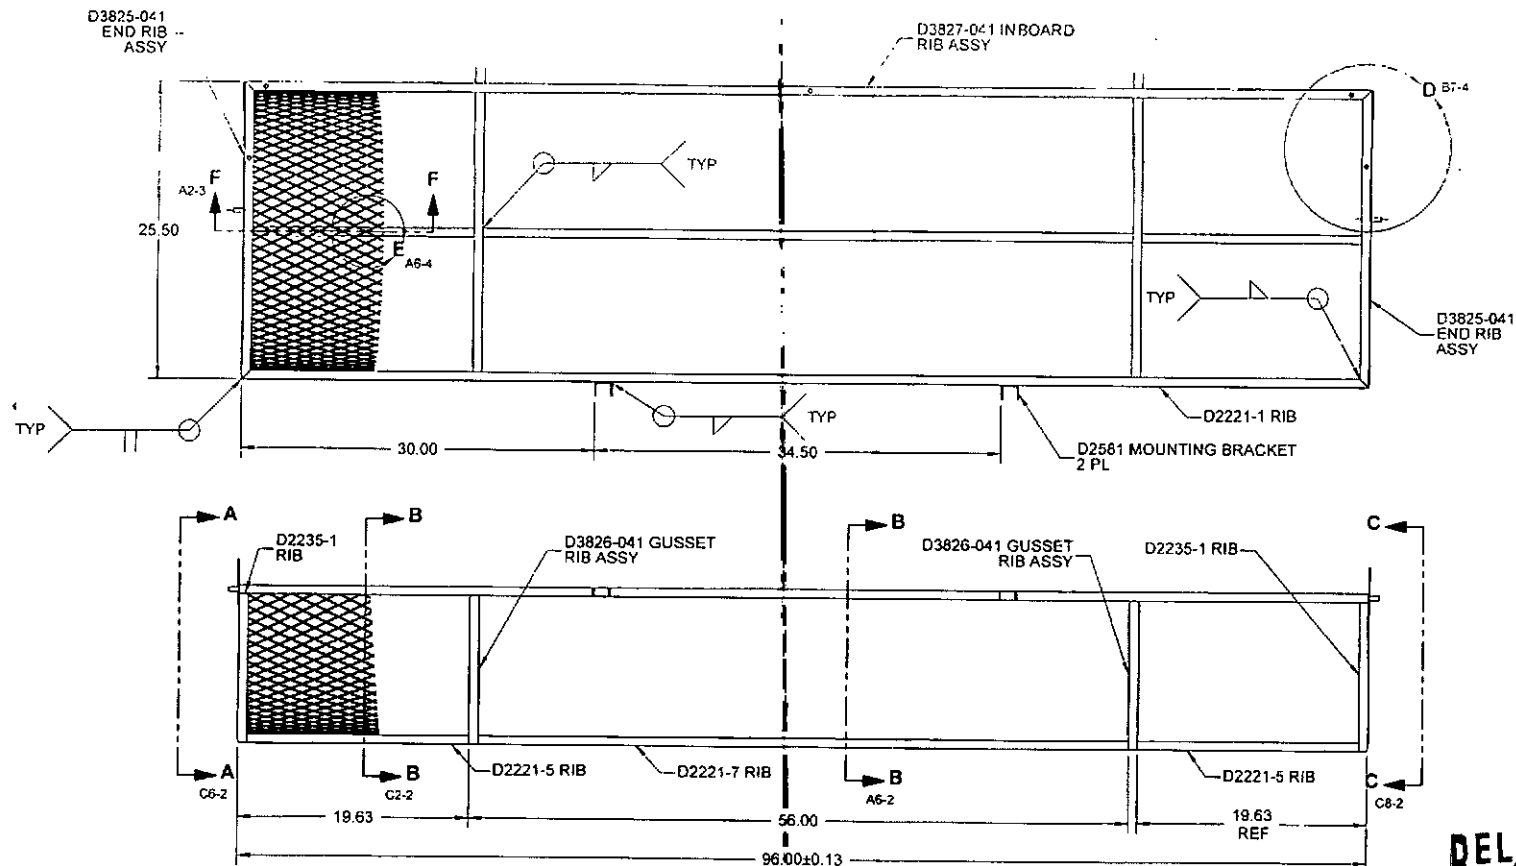 D3825-041
END RIB
ASSY
D3827-041 INBOARD
RIB ASSY
D B7-4
TYP
F
A2-3
F
25.50
E
A6-4
TYP
D3825-041
END RIB
ASSY
TYP
TYP
D2221-1 RIB
30.00
34.50
D2581 MOUNTING BRACKET
2 PL
A
B
B
C
D2235-1
RIB
D3826-041 GUSSET
RIB ASSY
D3826-041 GUSSET
RIB ASSY
D2235-1 RIB
A
C6-2
B
C2-2
D2221-5 RIB
D2221-7 RIB
B
A6-2
D2221-5 RIB
C
C8-2
19.63
56.00
19.63
REF
96.00±0.13
DEL